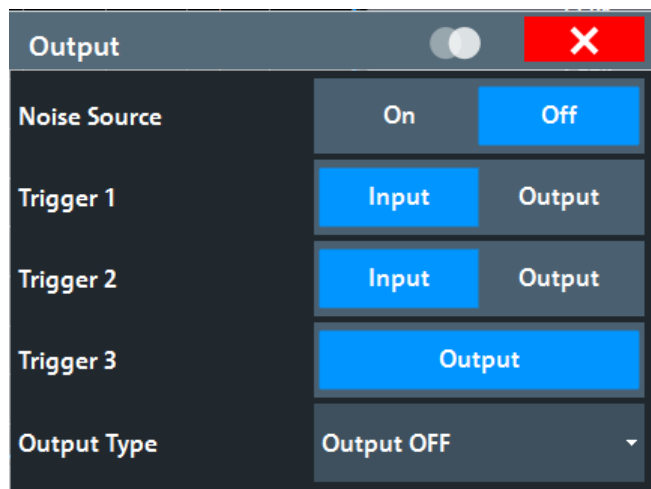 Output
Noise Source On Off
Trigger 1 Input Output
Trigger 2 Input Output
Trigger 3 Output
Output Type Output OFF